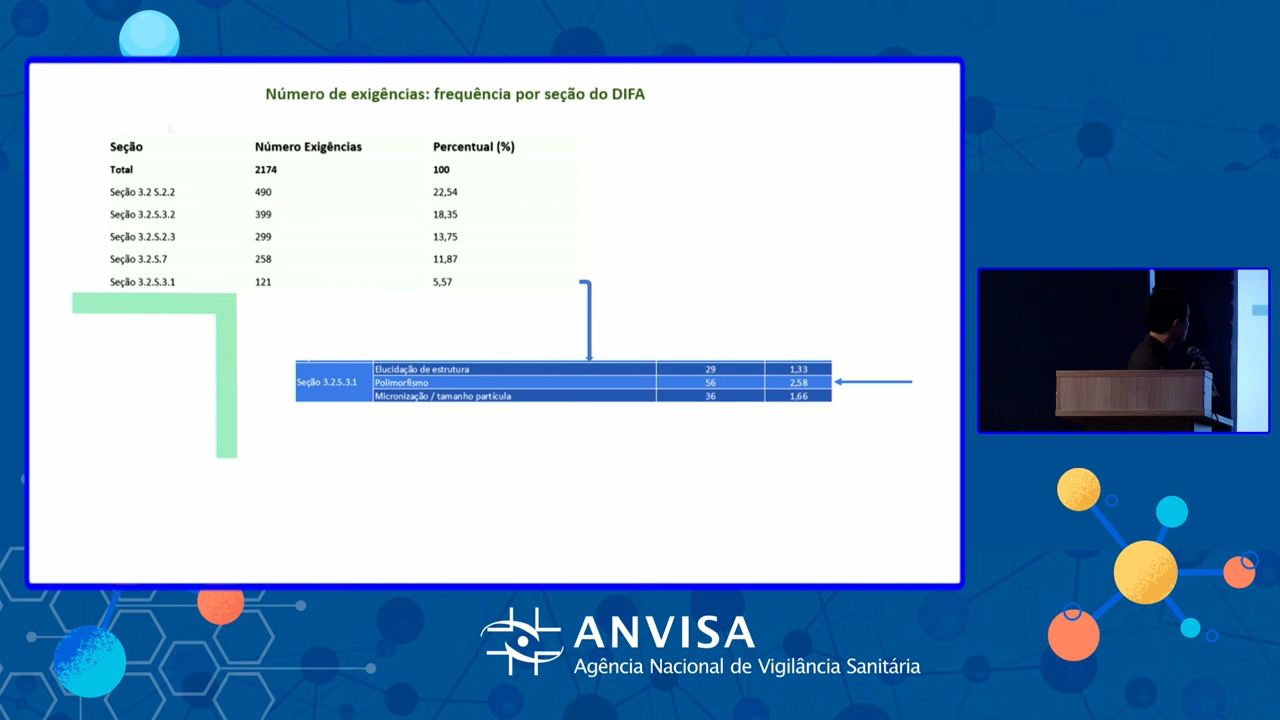 Número de exigências: frequência por seção do DIFA
Seção Número Exigências Percentual (%)
Total 2174 100
Seção 3.2 S.2.2 490 22,54
Seção 3.2.S.3.2 399 18,35
Seção 3.2.S.2.3 299 13,75
Seção 3.2.S.7 258 11,87
Seção 3.2.S.3.1 121 5,57
Elucidação de estrutura 29 1,33
Seção 3.2.S.3.1 Polimorfismo 56 2,58
Micronização / tamanho partícula 36 1,66
ANVISA
Agência Nacional de Vigilância Sanitária